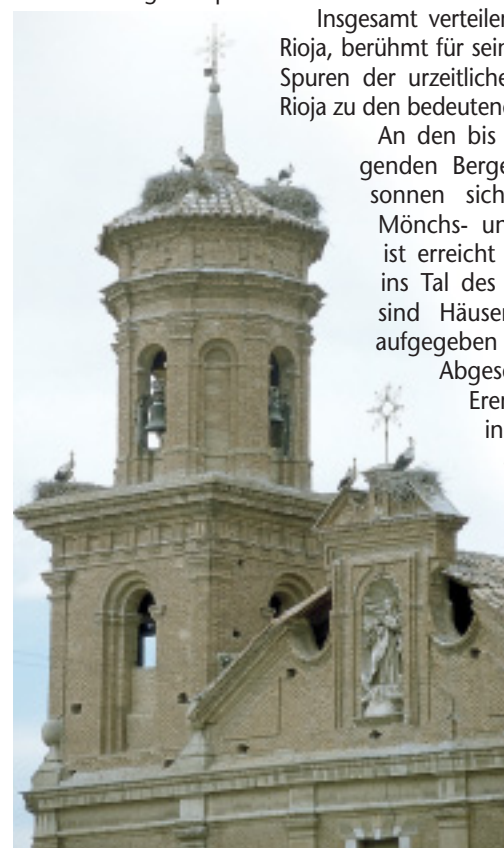 Insgesamt verteilen
Rioja, berühmt für sein
Spuren der urzeitliche
Rioja zu den bedeuten
An den bis
genden Berge
sonnen sich
Mönchs- un
ist erreicht
ins Tal des
sind Häuser
aufgegeben
Abges
Erem
in